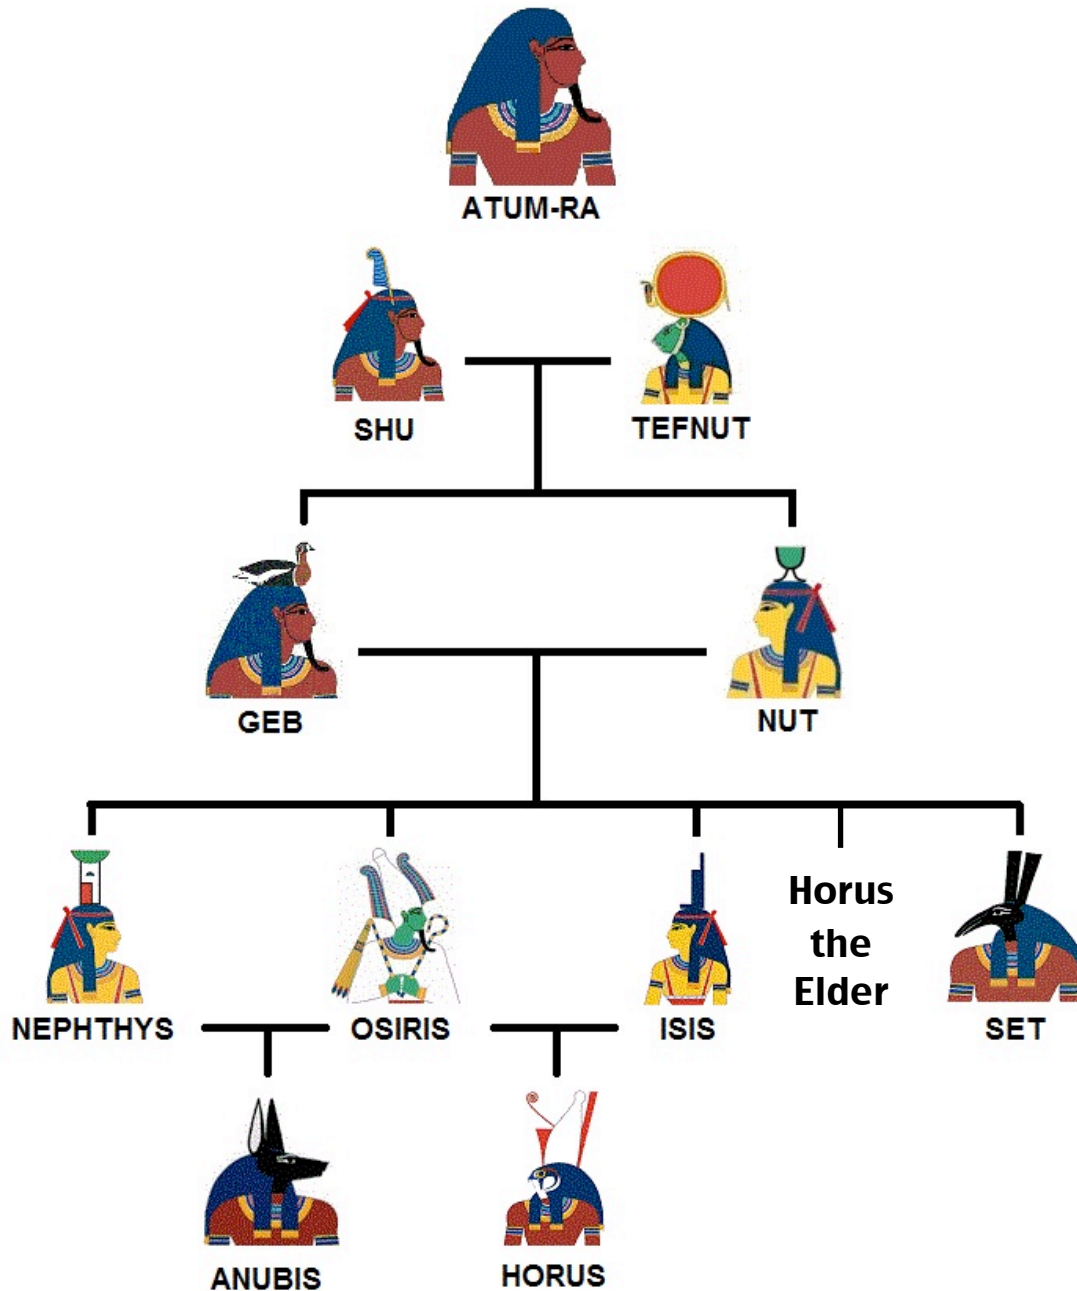 ATUM-RA
SHU
TEFNUT
GEB
NUT
Horus
the
Elder
NEPHTHYS
OSIRIS
ISIS
SET
ANUBIS
HORUS